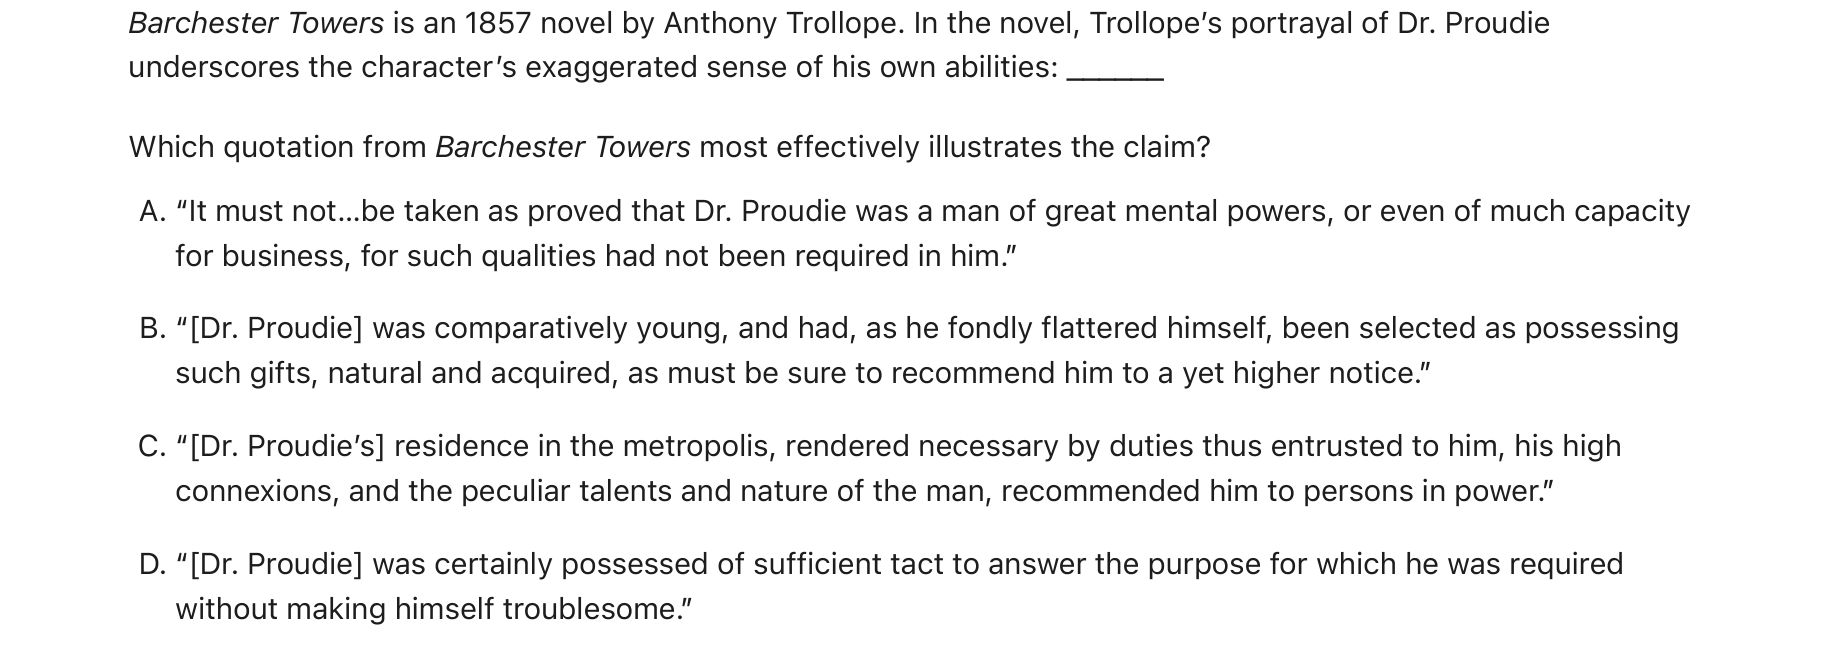 Barchester Towers is an 1857 novel by Anthony Trollope. In the novel, Trollope’s portrayal of Dr. Proudie
underscores the character’s exaggerated sense of his own abilities: ______
Which quotation from Barchester Towers most effectively illustrates the claim?
A. “It must not...be taken as proved that Dr. Proudie was a man of great mental powers, or even of much capacity
for business, for such qualities had not been required in him.”
B. “[Dr. Proudie] was comparatively young, and had, as he fondly flattered himself, been selected as possessing
such gifts, natural and acquired, as must be sure to recommend him to a yet higher notice.”
C. “[Dr. Proudie’s] residence in the metropolis, rendered necessary by duties thus entrusted to him, his high
connexions, and the peculiar talents and nature of the man, recommended him to persons in power.”
D. “[Dr. Proudie] was certainly possessed of sufficient tact to answer the purpose for which he was required
without making himself troublesome.”